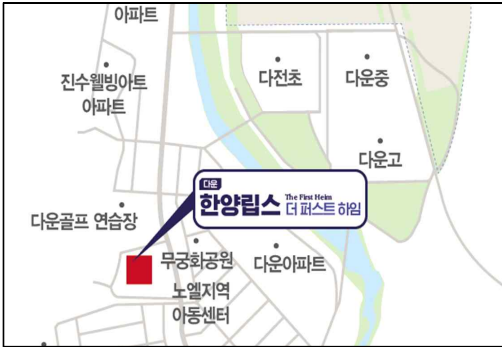 아파트
진수웰빙아트
아파트
다전초
다운중
다운고
다운
한양립스 The First Heim 더 퍼스트 하임
다운골프 연습장
무궁화공원
다운아파트
노엘지역
아동센터